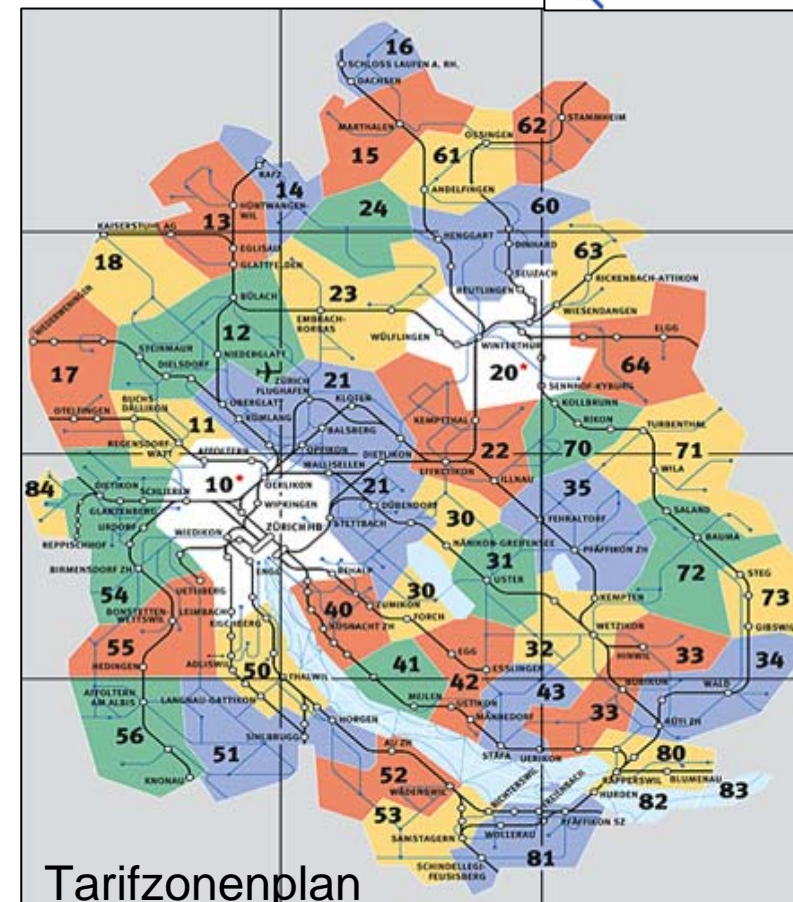 16
SCHLOSS LAUFEN A. RH.
DACHSEN
MARTHALEN
15
OSSINGEN
62
STAMMHEIM
61
ANDELFINGEN
RAFZ
14
13
HÜNTWANGEN-
WIL
24
60
KAISERSTUHL AG
EGLISAU
GLATTFELDEN
HENGGART
DINHARD
63
18
SEUZACH
REUTLINGEN
RICKENBACH-ATTIKON
WIESENDANGEN
BÜLACH
23
EMBRACH-
RORBAS
WÜLFLINGEN
WINTERTHUR
ELGG
NIEDERWENINGEN
STEINMAUR
12
NIEDERGLATT
20*
64
17
DIELSDORF
ZÜRICH
FLUGHAFEN
21
SENNHOF-KYBURG
KOLLBRUNN
OTELFINGEN
BUCHS-
DÄLLIKON
OBERGLATT
RÜMLANG
KLOTEN
BALSBERG
KEMPTTHAL
RIKON
TURBENTHAL
11
REGENSDORF-
WATT
AFFOLTERN
OPFIKON
WALLISELLEN
DIETLIKON
22
EFFRETIKON
70
71
WILA
84
DIETIKON
GLANZENBERG
SCHLIEREN
10*
OERLIKON
WIPKINGEN
21
DÜBENDORF
ILLNAU
35
SALAND
URDORF
REPPISCHHOF
WIEDIKON
ZÜRICH HB
STETTBACH
30
FEHRALTORF
BAUMA
BIRMENSDORF ZH
ENGE
REHALP
NÄNIKON-GREIFENSEE
PFÄFFIKON ZH
72
54
UETLIBERG
31
USTER
STEG
BONSTETTEN-
WETTSWIL
LEIMBACH
KILCHBERG
40
ZUMIKON
30
FORCH
KEMPTEN
73
GIBSWIL
55
HEDINGEN
KÜSNACHT ZH
WETZIKON
ADLISWIL
50
41
EGG
32
HINWIL
33
34
THALWIL
ESSLINGEN
AFFOLTERN
AM ALBIS
LANGNAU-GATTIKON
MEILEN
42
UETIKON
43
BUBIKON
WALD
56
51
SIHLBRUGG
HORGEN
MÄNNEDORF
33
RÜTI ZH
AU ZH
STÄFA
UERIKON
80
KNONAU
52
RAPPERSWIL
BLUMENAU
WÄDENSWIL
RICHTERSWIL
FREIENBACH
HURDEN
82
83
53
PFÄFFIKON SZ
SAMSTAGERN
WOLLERAU
81
SCHINDELLEGI-
FEUSISBERG
Tarifzonenplan